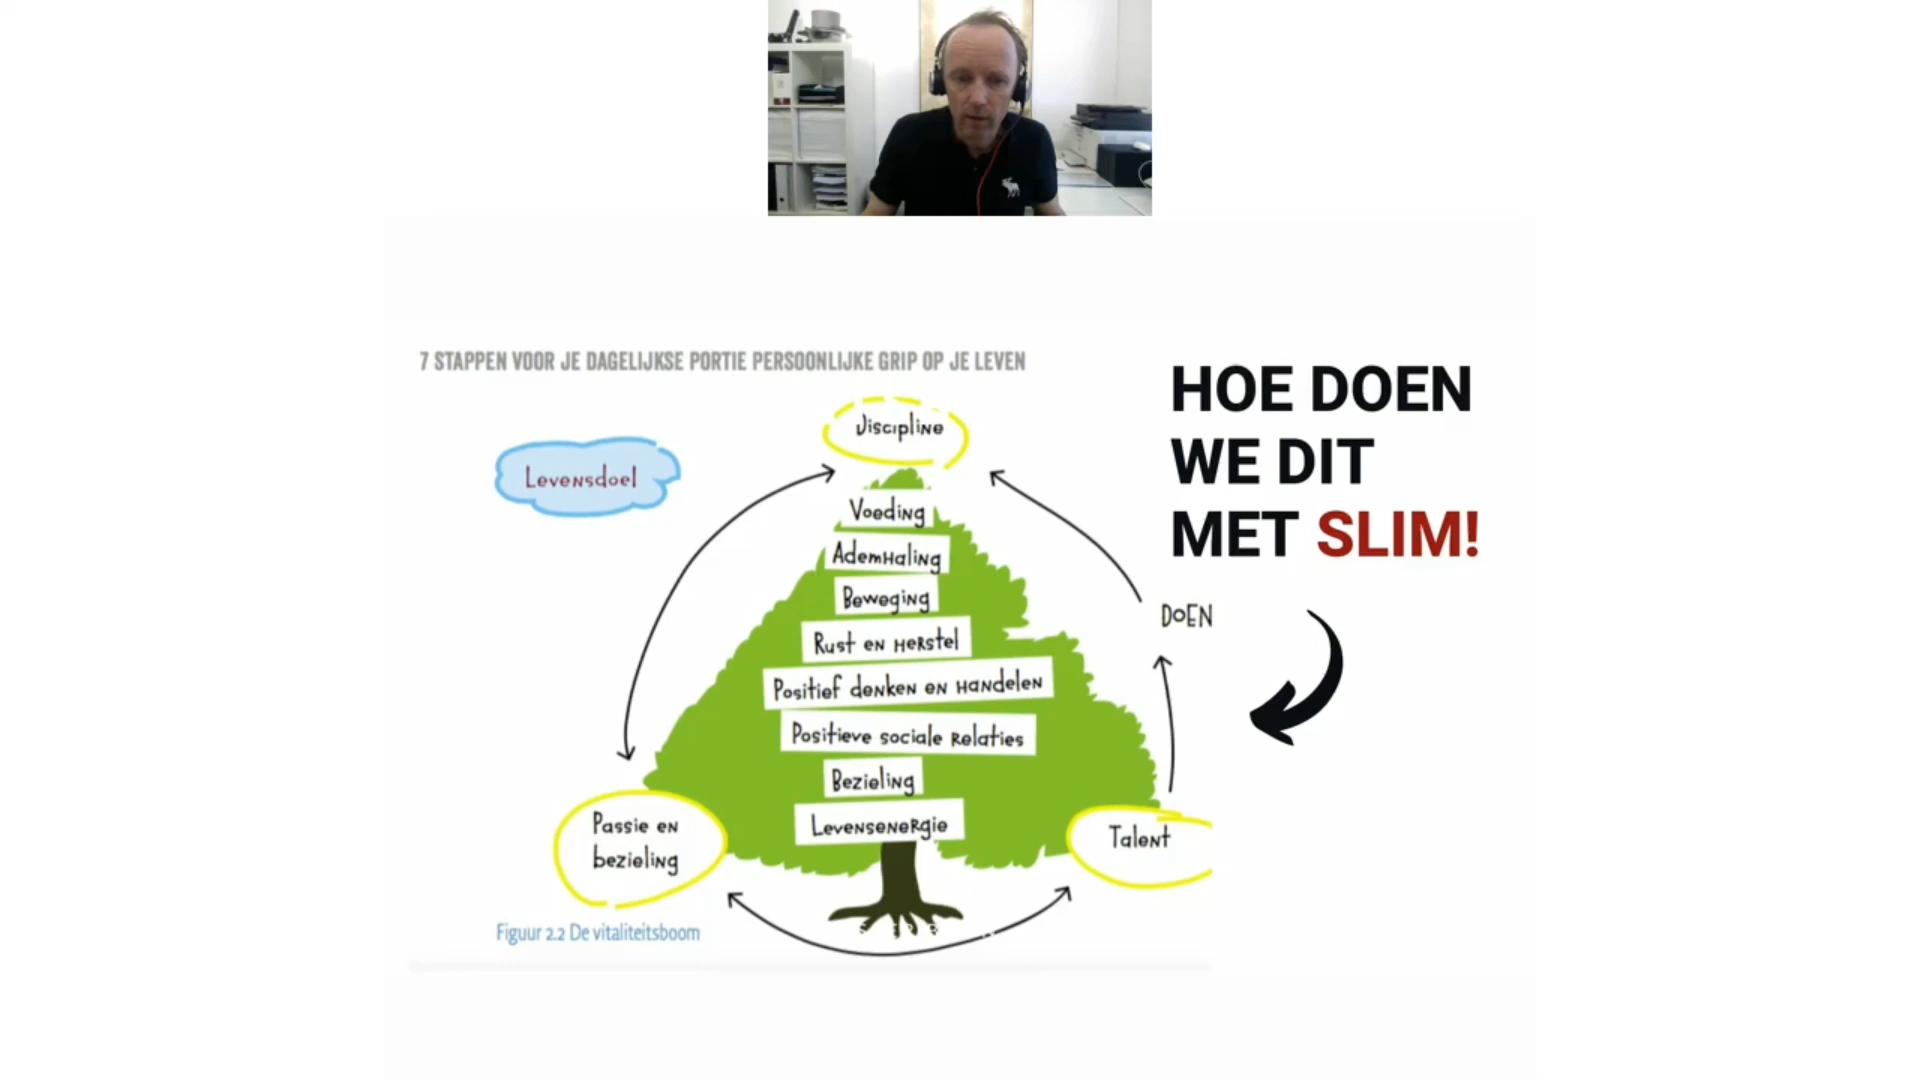 7 STAPPEN VOOR JE DAGELIJKSE PORTIE PERSOONLIJKE GRIP OP JE LEVEN
HOE DOEN
WE DIT
MET SLIM!
Discipline
Levensdoel
Voeding
Ademhaling
Beweging
Rust en herstel
DOEN
Positief denken en handelen
Positieve sociale relaties
Bezieling
Levensenergie
Passie en
bezieling
Talent
Figuur 2.2 De vitaliteitsboom